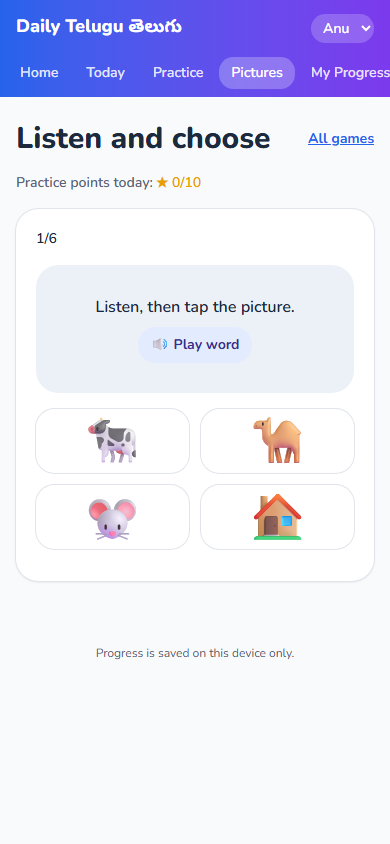 Daily Telugu తెలుగు
Anu
Home Today Practice Pictures My Progress
Listen and choose
All games
Practice points today: ★ 0/10
1/6
Listen, then tap the picture.
🔊 Play word
Progress is saved on this device only.